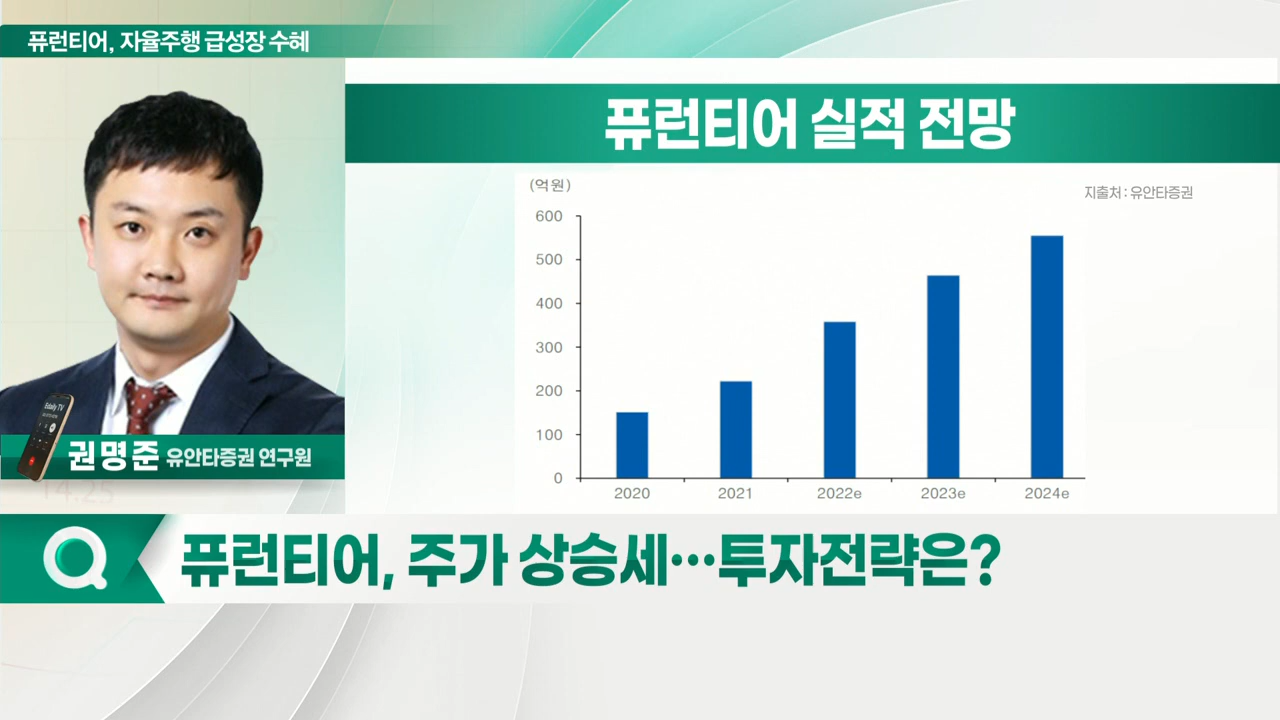 퓨런티어, 자율주행 급성장 수혜
퓨런티어 실적 전망
(억원)
지출처 : 유안타증권
600
500
400
300
200
100
0
2020
2021
2022e
2023e
2024e
Edaily TV
권명준 유안타증권 연구원
퓨런티어, 주가 상승세…투자전략은?